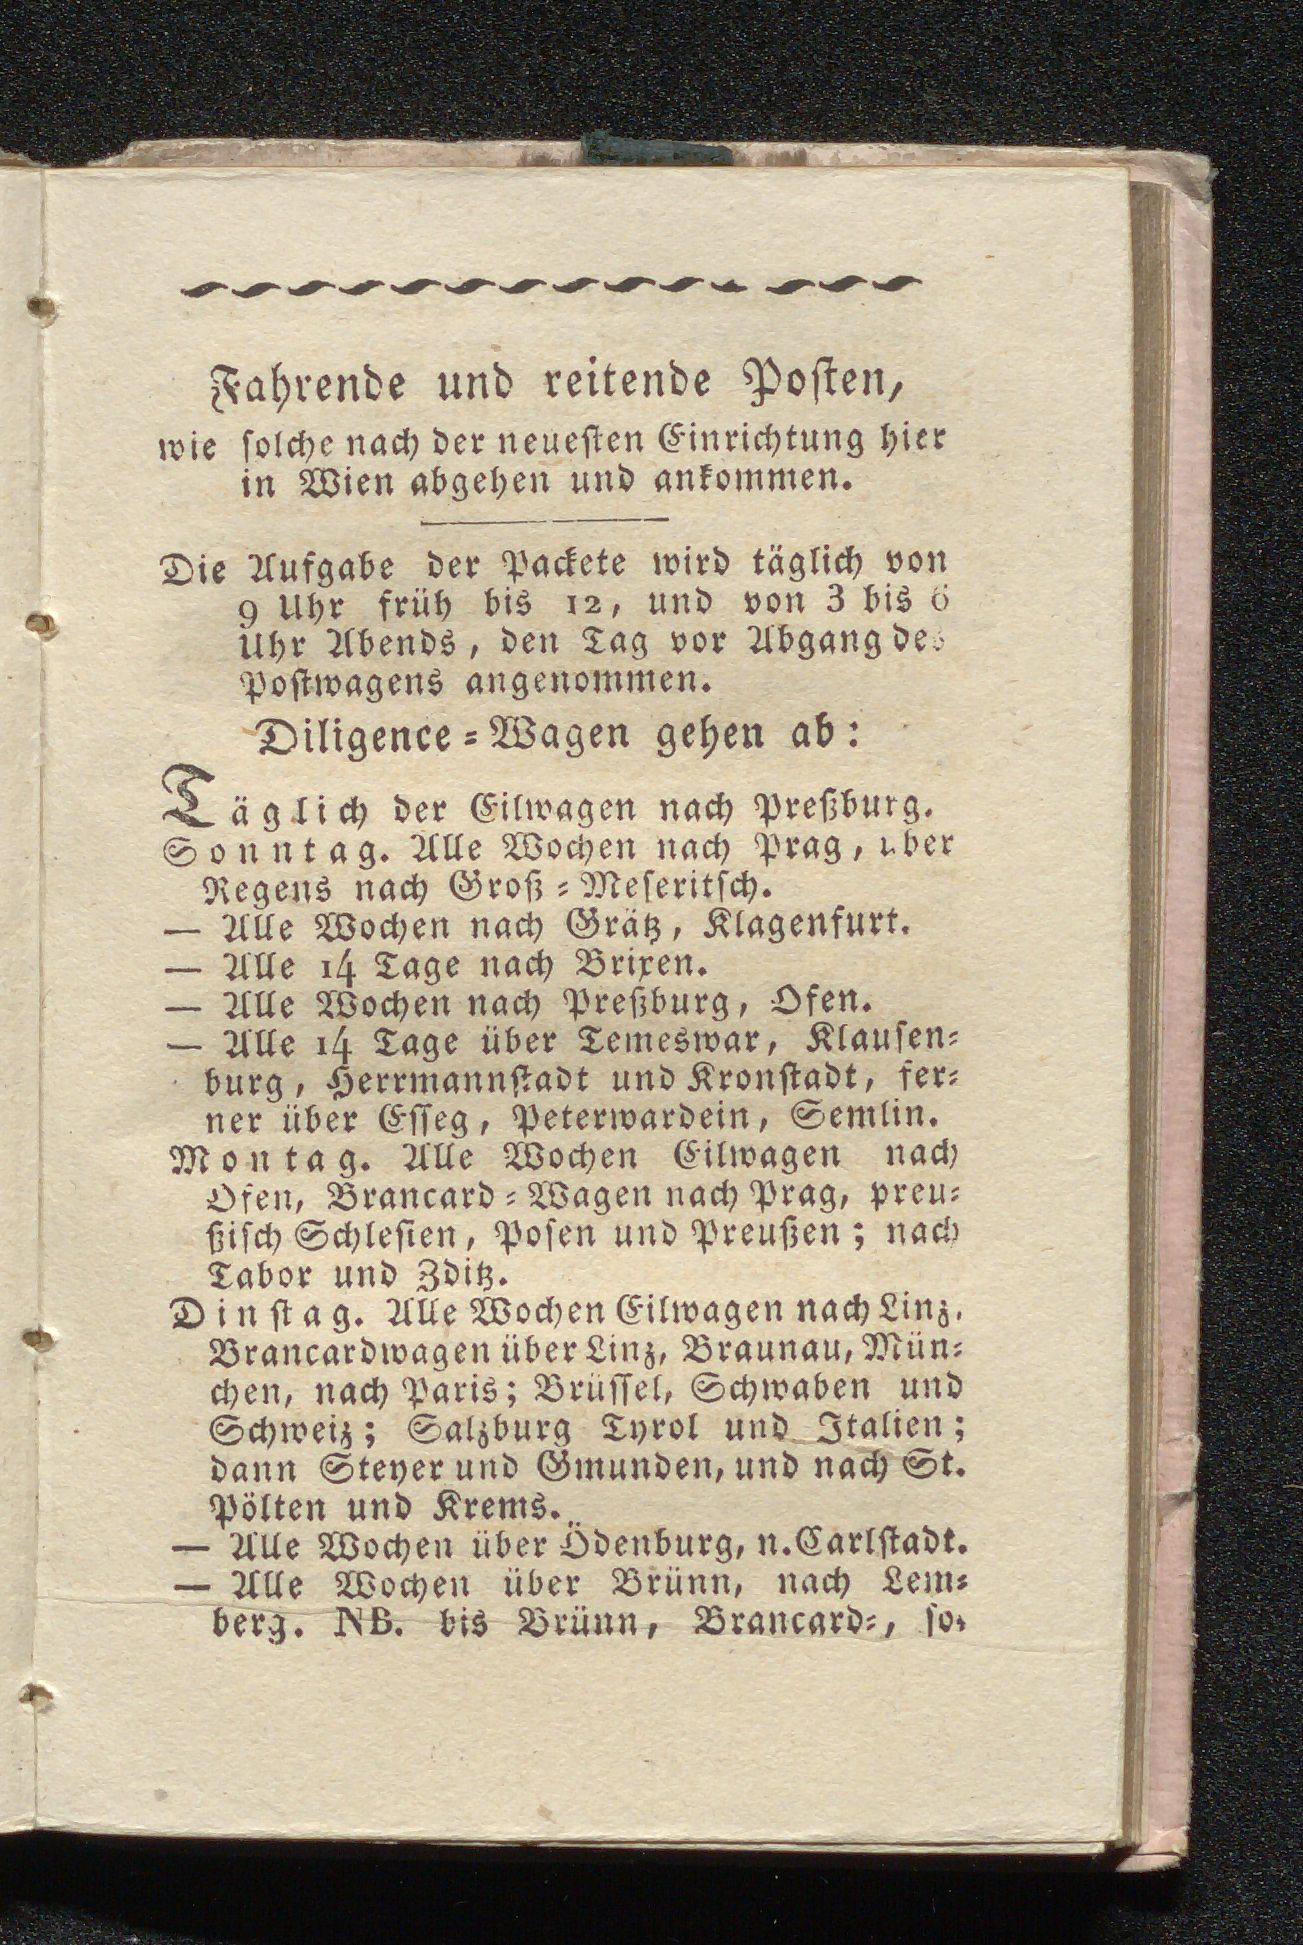 Fahrende und reitende Posten,
wie solche nach der neuesten Einrichtung hier
in Wien abgehen und ankommen.
Die Aufgabe der Packete wird täglich von
9 Uhr früh bis 12, und von 3 bis 6
Uhr Abends, den Tag vor Abgang des
Postwagens angenommen.
Diligence=Wagen gehen ab:
Täglich der Eilwagen nach Preßburg.
Sonntag. Alle Wochen nach Prag, über
Regens nach Groß=Meseritsch.
— Alle Wochen nach Grätz, Klagenfurt.
— Alle 14 Tage nach Brixen.
— Alle Wochen nach Preßburg, Ofen.
— Alle 14 Tage über Temeswar, Klausen=
burg, Herrmannstadt und Kronstadt, fer=
ner über Esseg, Peterwardein, Semlin.
Montag. Alle Wochen Eilwagen nach
Ofen, Brancard=Wagen nach Prag, preu=
ßisch Schlesien, Posen und Preußen; nach
Tabor und Zditz.
Dinstag. Alle Wochen Eilwagen nach Linz.
Brancardwagen über Linz, Braunau, Mün=
chen, nach Paris; Brüssel, Schwaben und
Schweiz; Salzburg Tyrol und Italien;
dann Steyer und Gmunden, und nach St.
Pölten und Krems.
— Alle Wochen über Ödenburg, n. Carlstadt.
— Alle Wochen über Brünn, nach Lem=
berg. NB. bis Brünn, Brancard=, so=